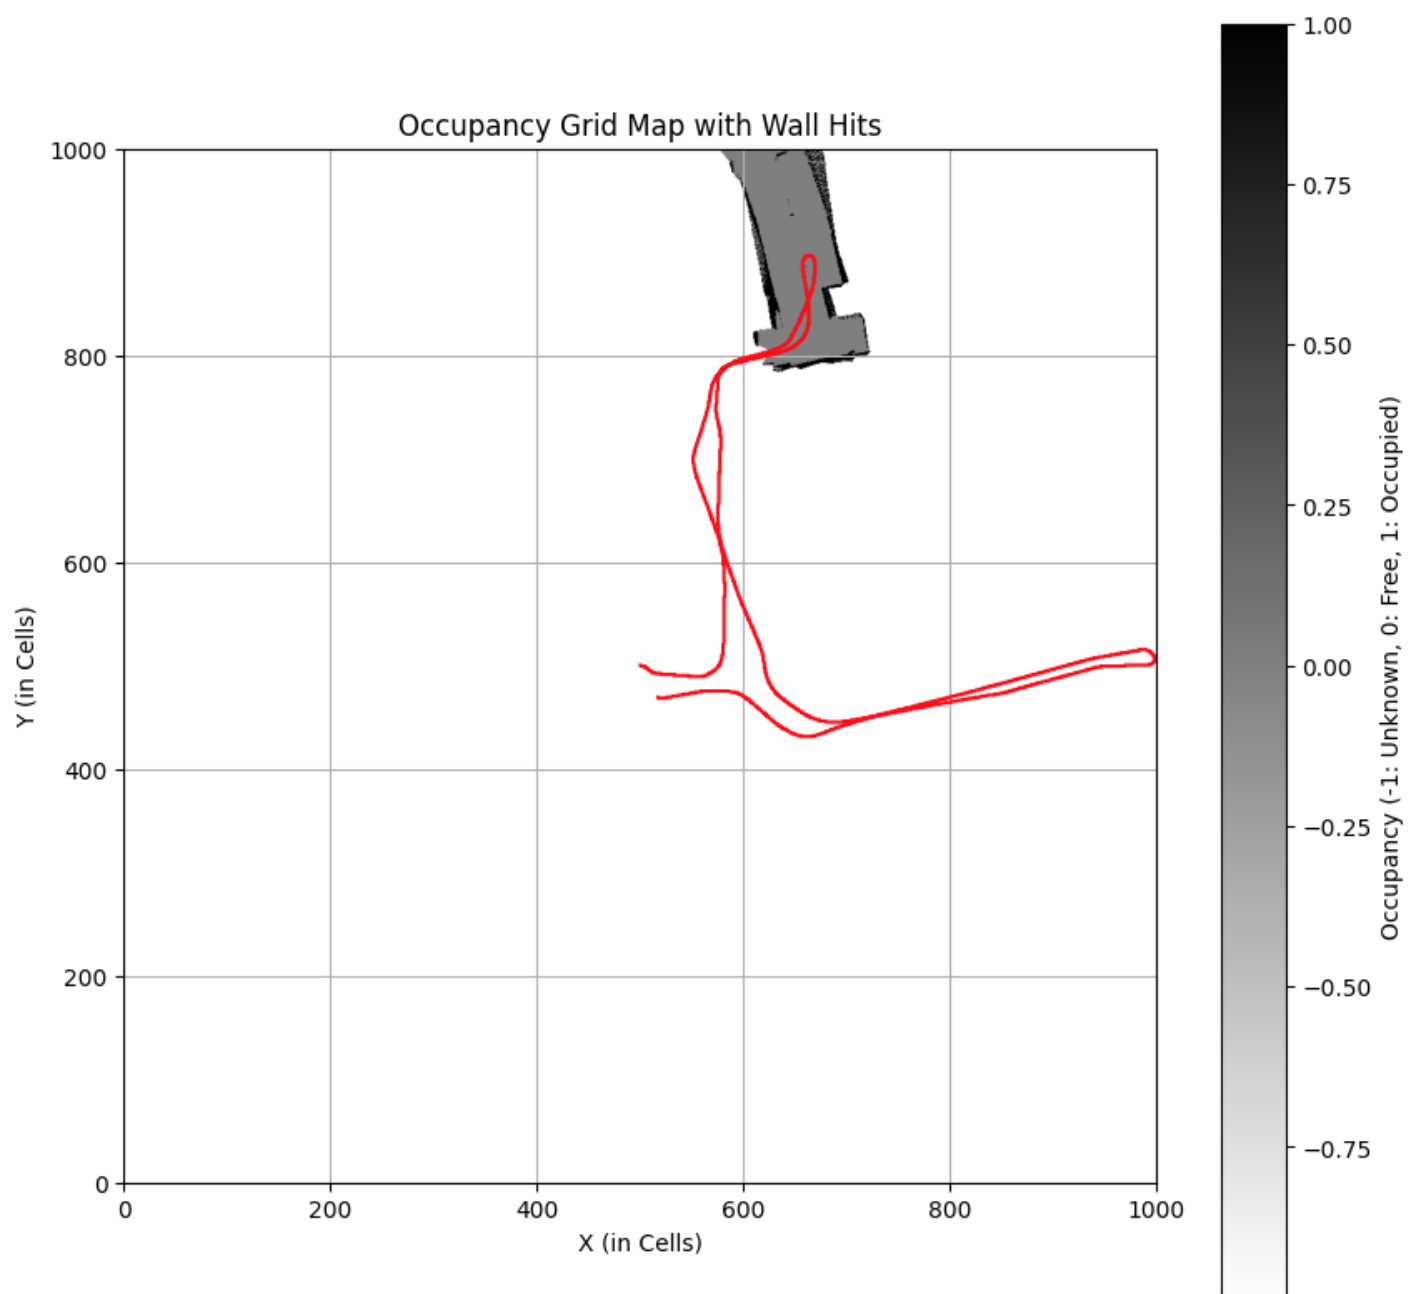 Occupancy Grid Map with Wall Hits
1000
800
600
400
200
0
Y (in Cells)
0 200 400 600 800 1000
X (in Cells)
1.00
0.75
0.50
0.25
0.00
−0.25
−0.50
−0.75
Occupancy (-1: Unknown, 0: Free, 1: Occupied)